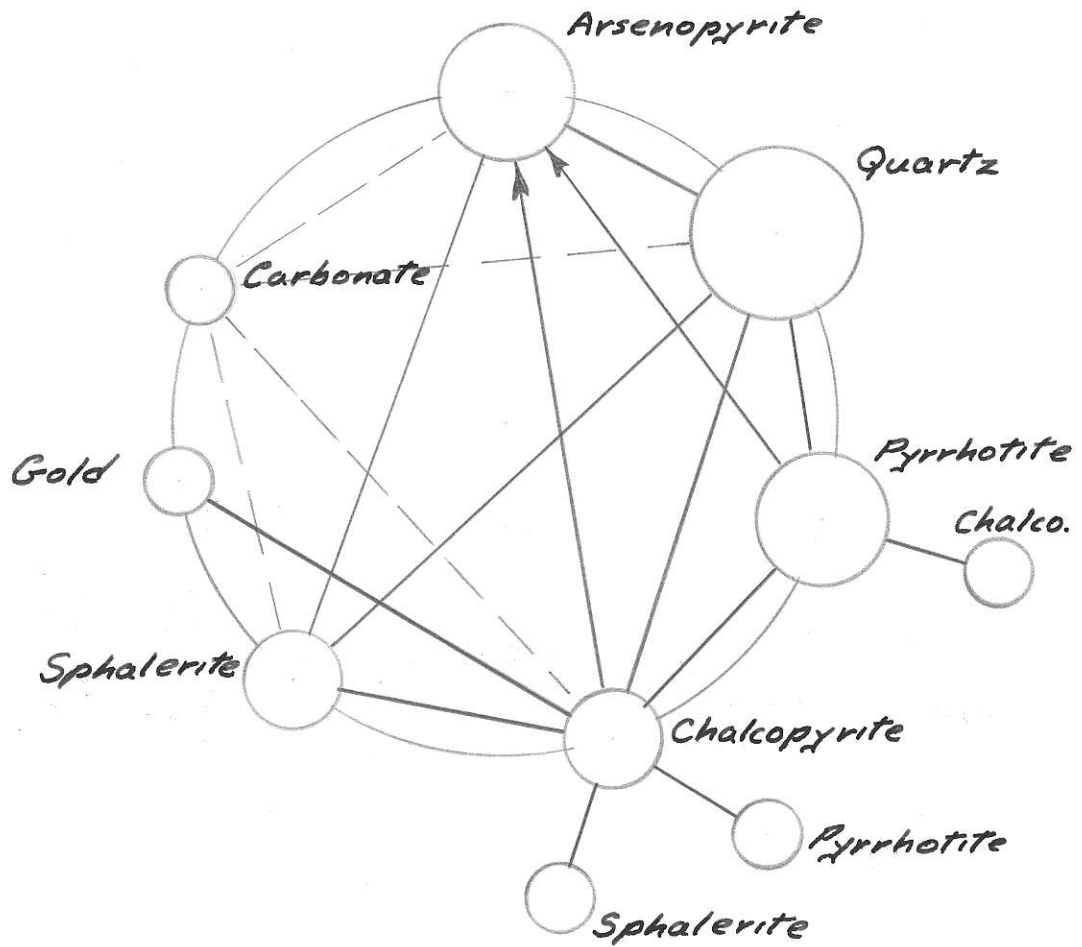 Arsenopyrite
Quartz
Carbonate
Gold
Pyrrhotite
Chalco.
Sphalerite
Chalcopyrite
Pyrrhotite
Sphalerite